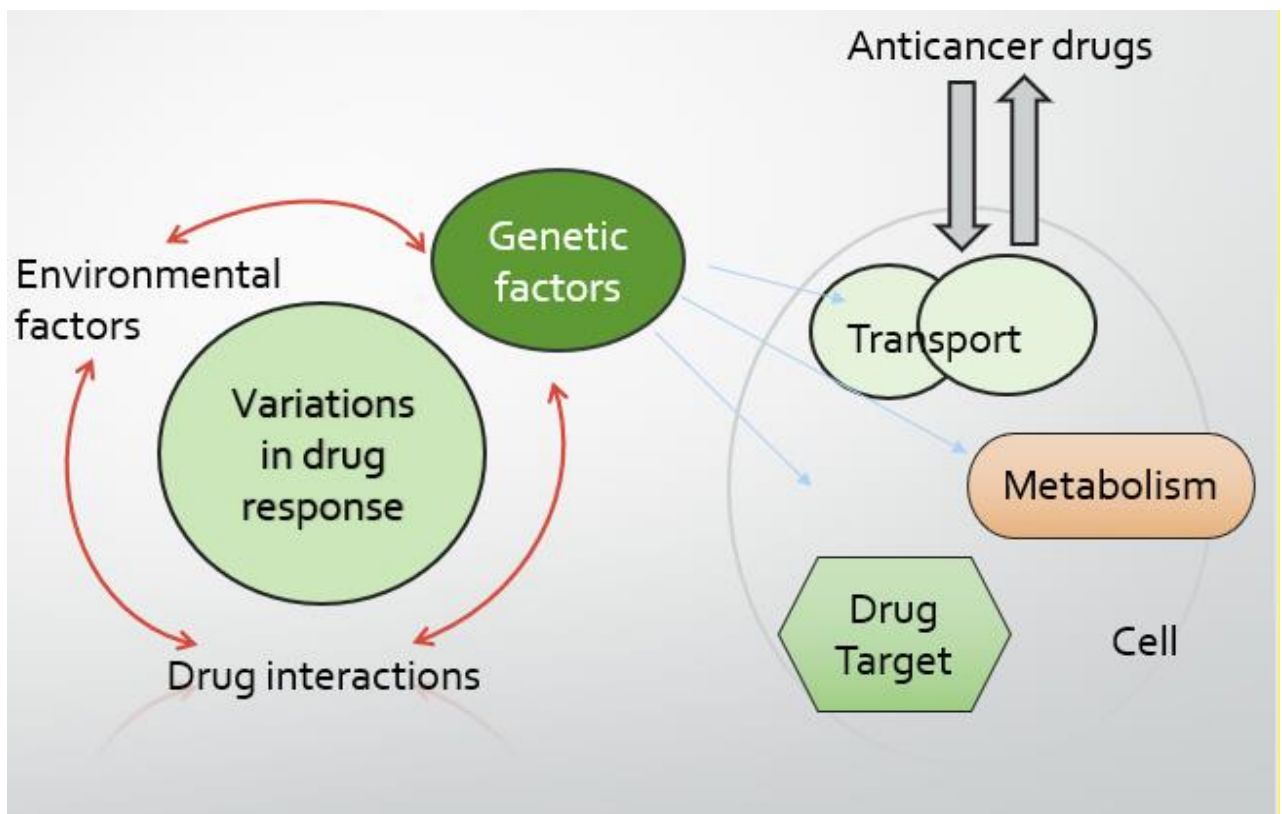 Anticancer drugs
Genetic
factors
Environmental
factors
Transport
Variations
in drug
response
Metabolism
Drug
Target
Cell
Drug interactions